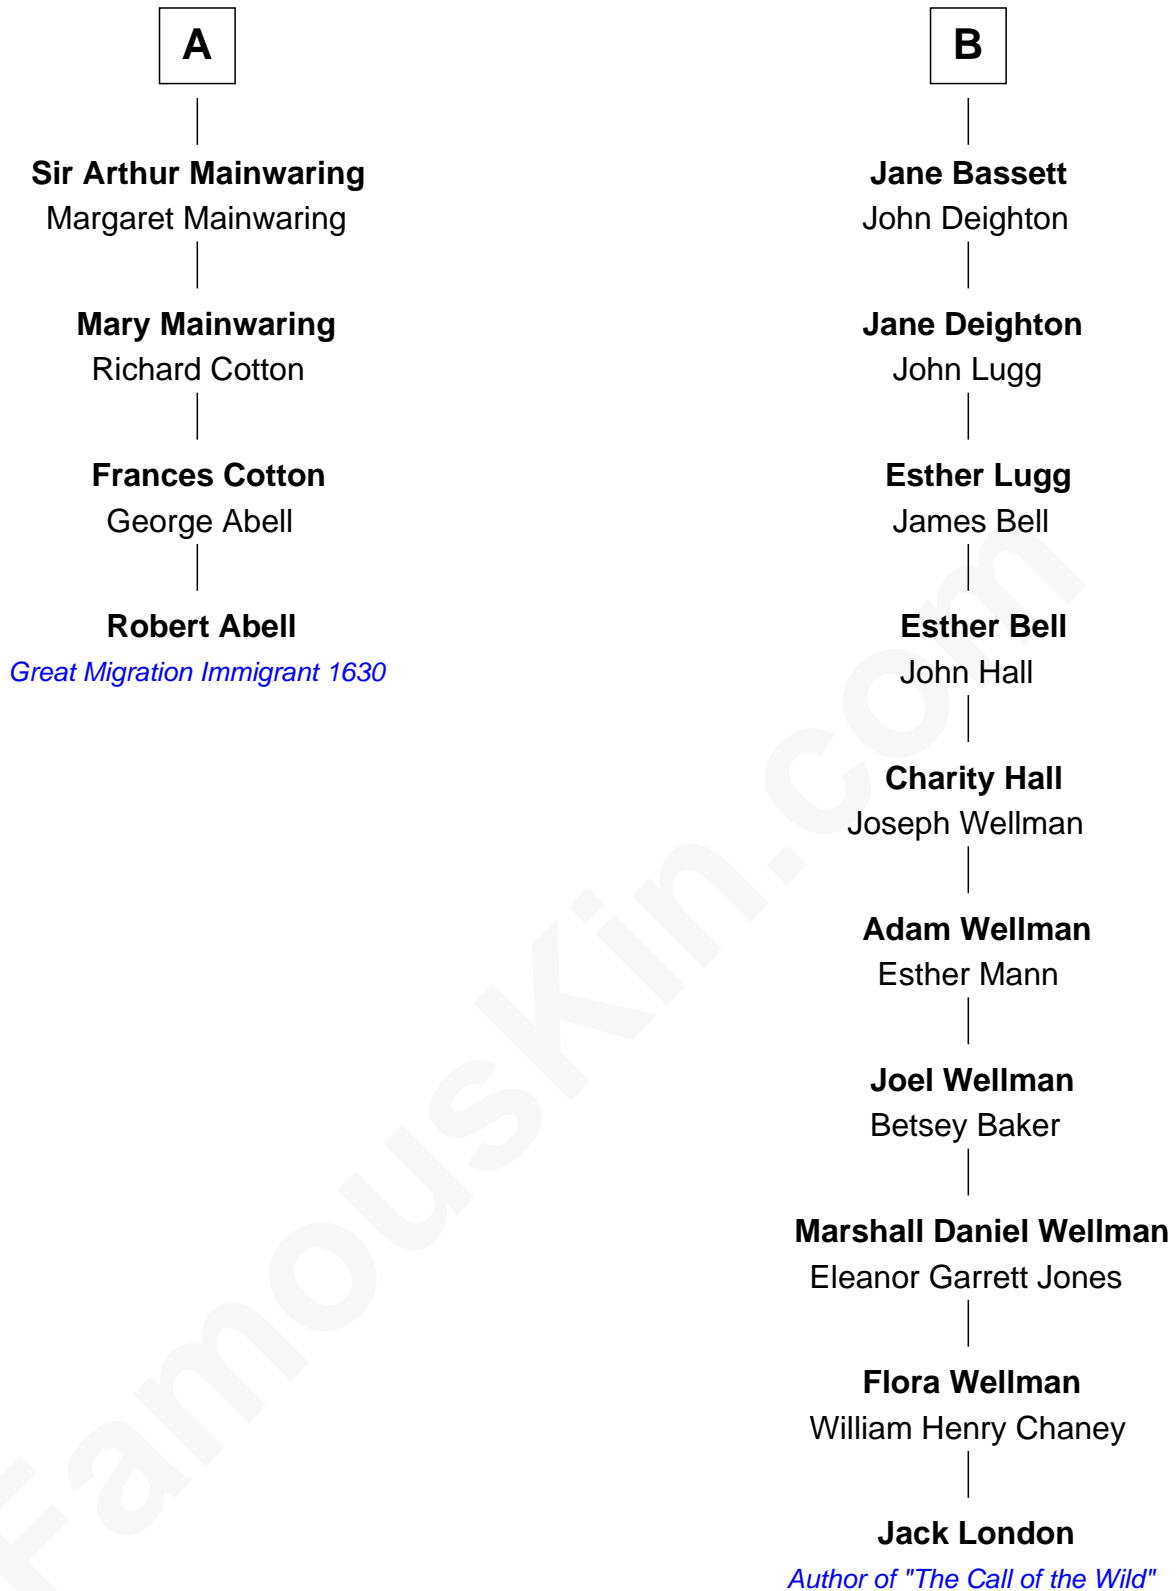 A
Sir Arthur Mainwaring
Margaret Mainwaring
Mary Mainwaring
Richard Cotton
Frances Cotton
George Abell
Robert Abell
Great Migration Immigrant 1630
B
Jane Bassett
John Deighton
Jane Deighton
John Lugg
Esther Lugg
James Bell
Esther Bell
John Hall
Charity Hall
Joseph Wellman
Adam Wellman
Esther Mann
Joel Wellman
Betsey Baker
Marshall Daniel Wellman
Eleanor Garrett Jones
Flora Wellman
William Henry Chaney
Jack London
Author of "The Call of the Wild"
FamousKin.com